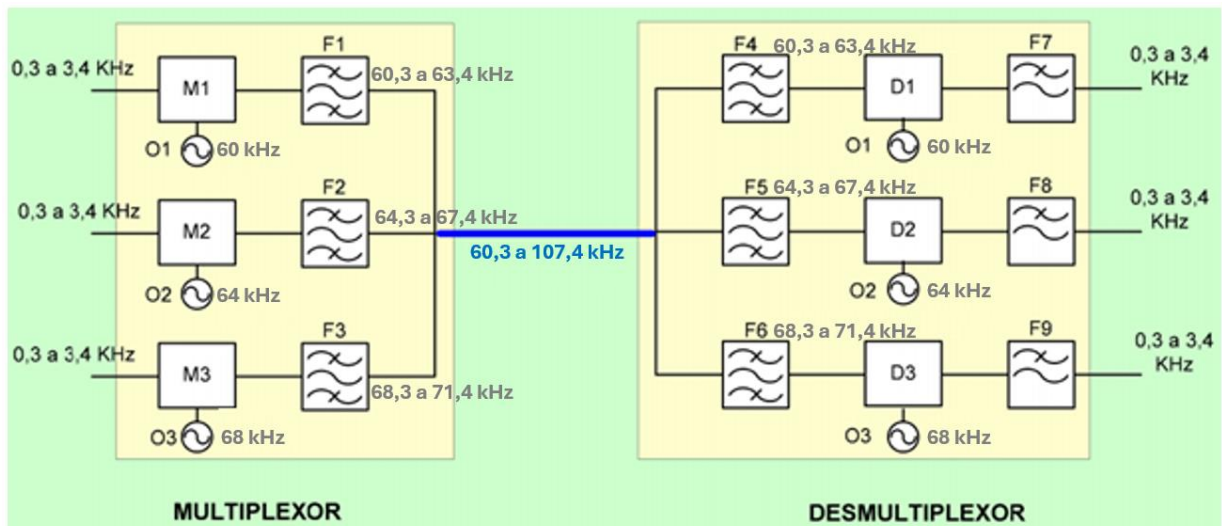 F1
0,3 a 3,4 KHz
M1
60,3 a 63,4 kHz
O1
60 kHz
F2
0,3 a 3,4 KHz
M2
64,3 a 67,4 kHz
O2
64 kHz
F3
0,3 a 3,4 KHz
M3
68,3 a 71,4 kHz
O3
68 kHz
MULTIPLEXOR
60,3 a 107,4 kHz
F4
60,3 a 63,4 kHz
F7
D1
0,3 a 3,4
KHz
O1
60 kHz
F5
64,3 a 67,4 kHz
F8
D2
0,3 a 3,4
KHz
O2
64 kHz
F6
68,3 a 71,4 kHz
F9
D3
0,3 a 3,4
KHz
O3
68 kHz
DESMULTIPLEXOR